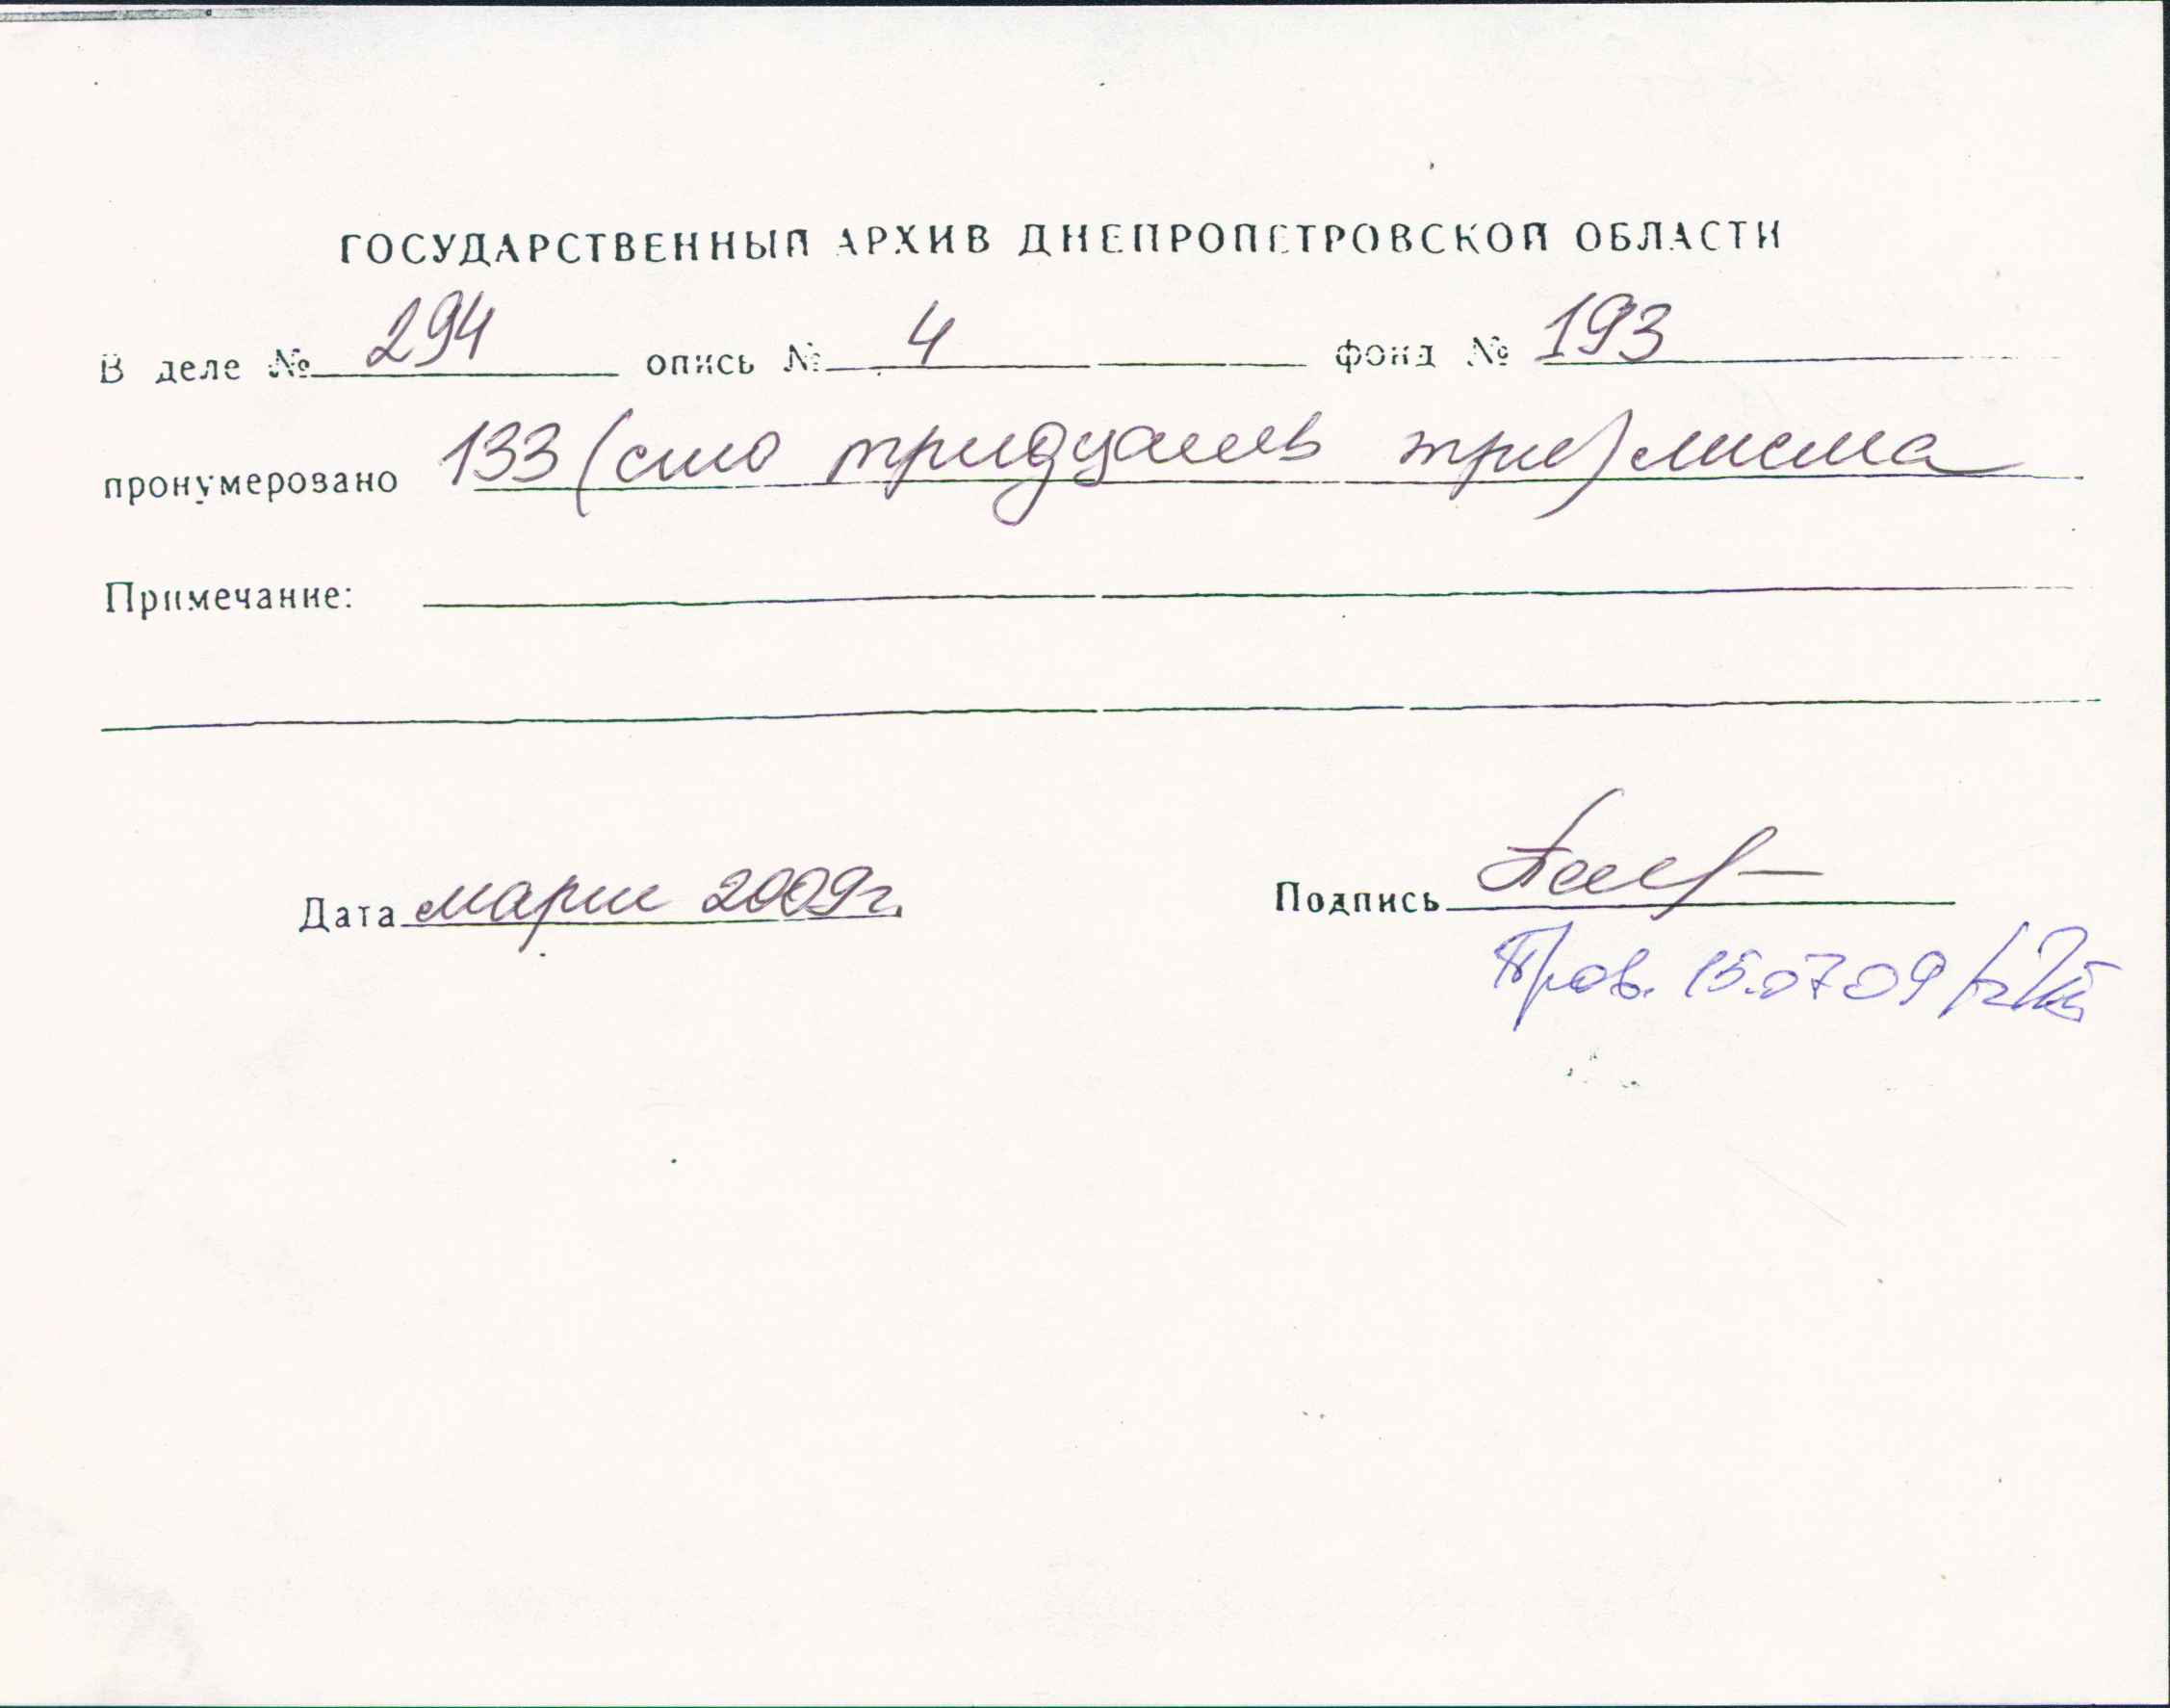 ГОСУДАРСТВЕННЫЙ АРХИВ ДНЕПРОПЕТРОВСКОЙ ОБЛАСТИ
В деле № 294 опись № 4 фонд № 193
пронумеровано 133 (сто тридцать три) листа
Примечание:
Дата март 2009г. Подпись
Пров. 15.07.09